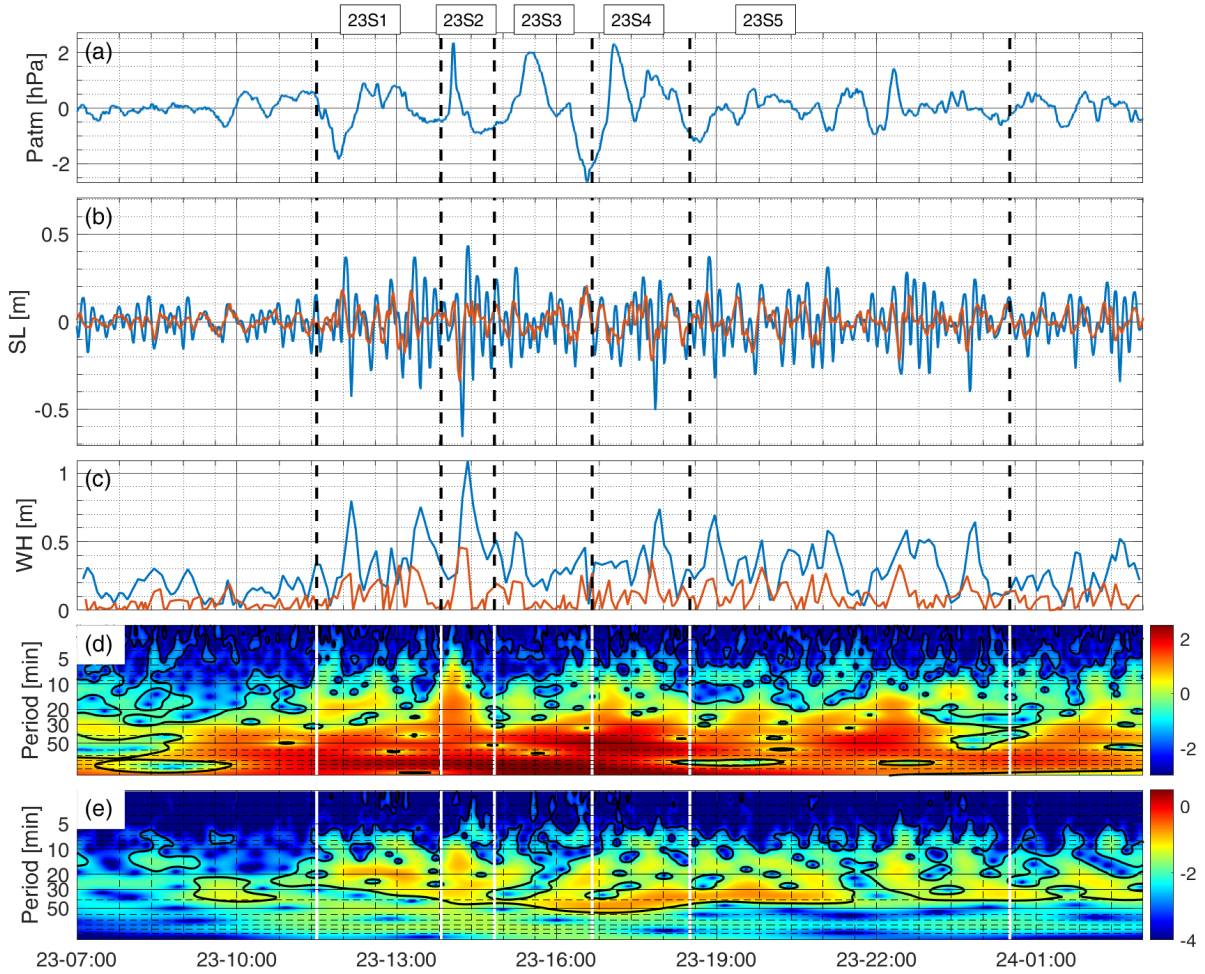 23S1 23S2 23S3 23S4 23S5
(a)
Patm [hPa]
2
0
-2
(b)
SL [m]
0.5
0
-0.5
(c)
WH [m]
1
0.5
0
(d)
Period [min]
5
10
20
30
50
2
0
-2
(e)
Period [min]
5
10
20
30
50
0
-2
-4
23-07:00 23-10:00 23-13:00 23-16:00 23-19:00 23-22:00 24-01:00